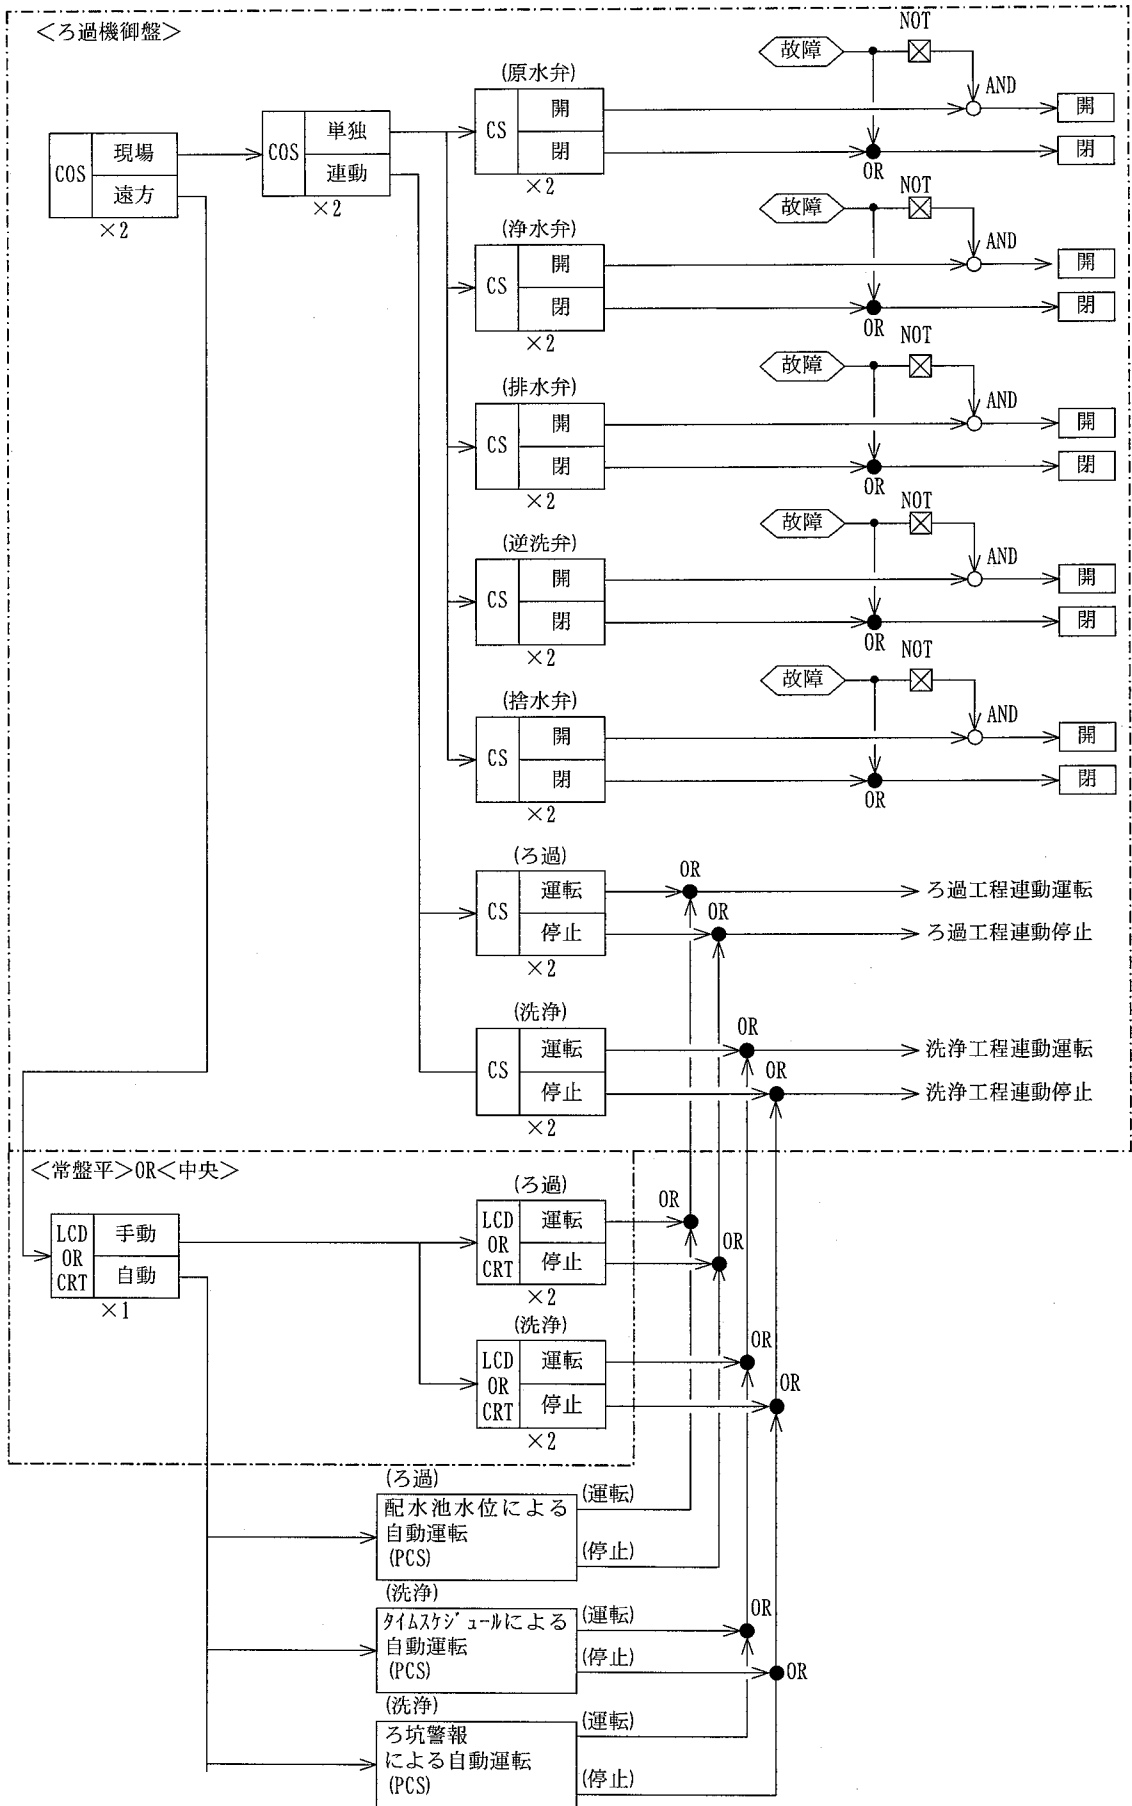 <ろ過機御盤>
COS
現場
遠方
×2
COS
単独
連動
×2
(原水弁)
CS
開
閉
×2
故障
NOT
AND
OR
開
閉
(浄水弁)
CS
開
閉
×2
故障
NOT
AND
OR
開
閉
(排水弁)
CS
開
閉
×2
故障
NOT
AND
OR
開
閉
(逆洗弁)
CS
開
閉
×2
故障
NOT
AND
OR
開
閉
(捨水弁)
CS
開
閉
×2
故障
NOT
AND
OR
開
閉
(ろ過)
CS
運転
停止
×2
OR
OR
ろ過工程連動運転
ろ過工程連動停止
(洗浄)
CS
運転
停止
×2
OR
OR
洗浄工程連動運転
洗浄工程連動停止
<常盤平>OR<中央>
LCD
OR
CRT
手動
自動
×1
(ろ過)
LCD
OR
CRT
運転
停止
×2
OR
OR
(洗浄)
LCD
OR
CRT
運転
停止
×2
OR
OR
(ろ過)
配水池水位による
自動運転
(PCS)
(運転)
(停止)
(洗浄)
ﾀｲﾑｽｹｼﾞｭｰﾙによる
自動運転
(PCS)
(運転)
(停止)
OR
OR
(洗浄)
ろ坑警報
による自動運転
(PCS)
(運転)
(停止)